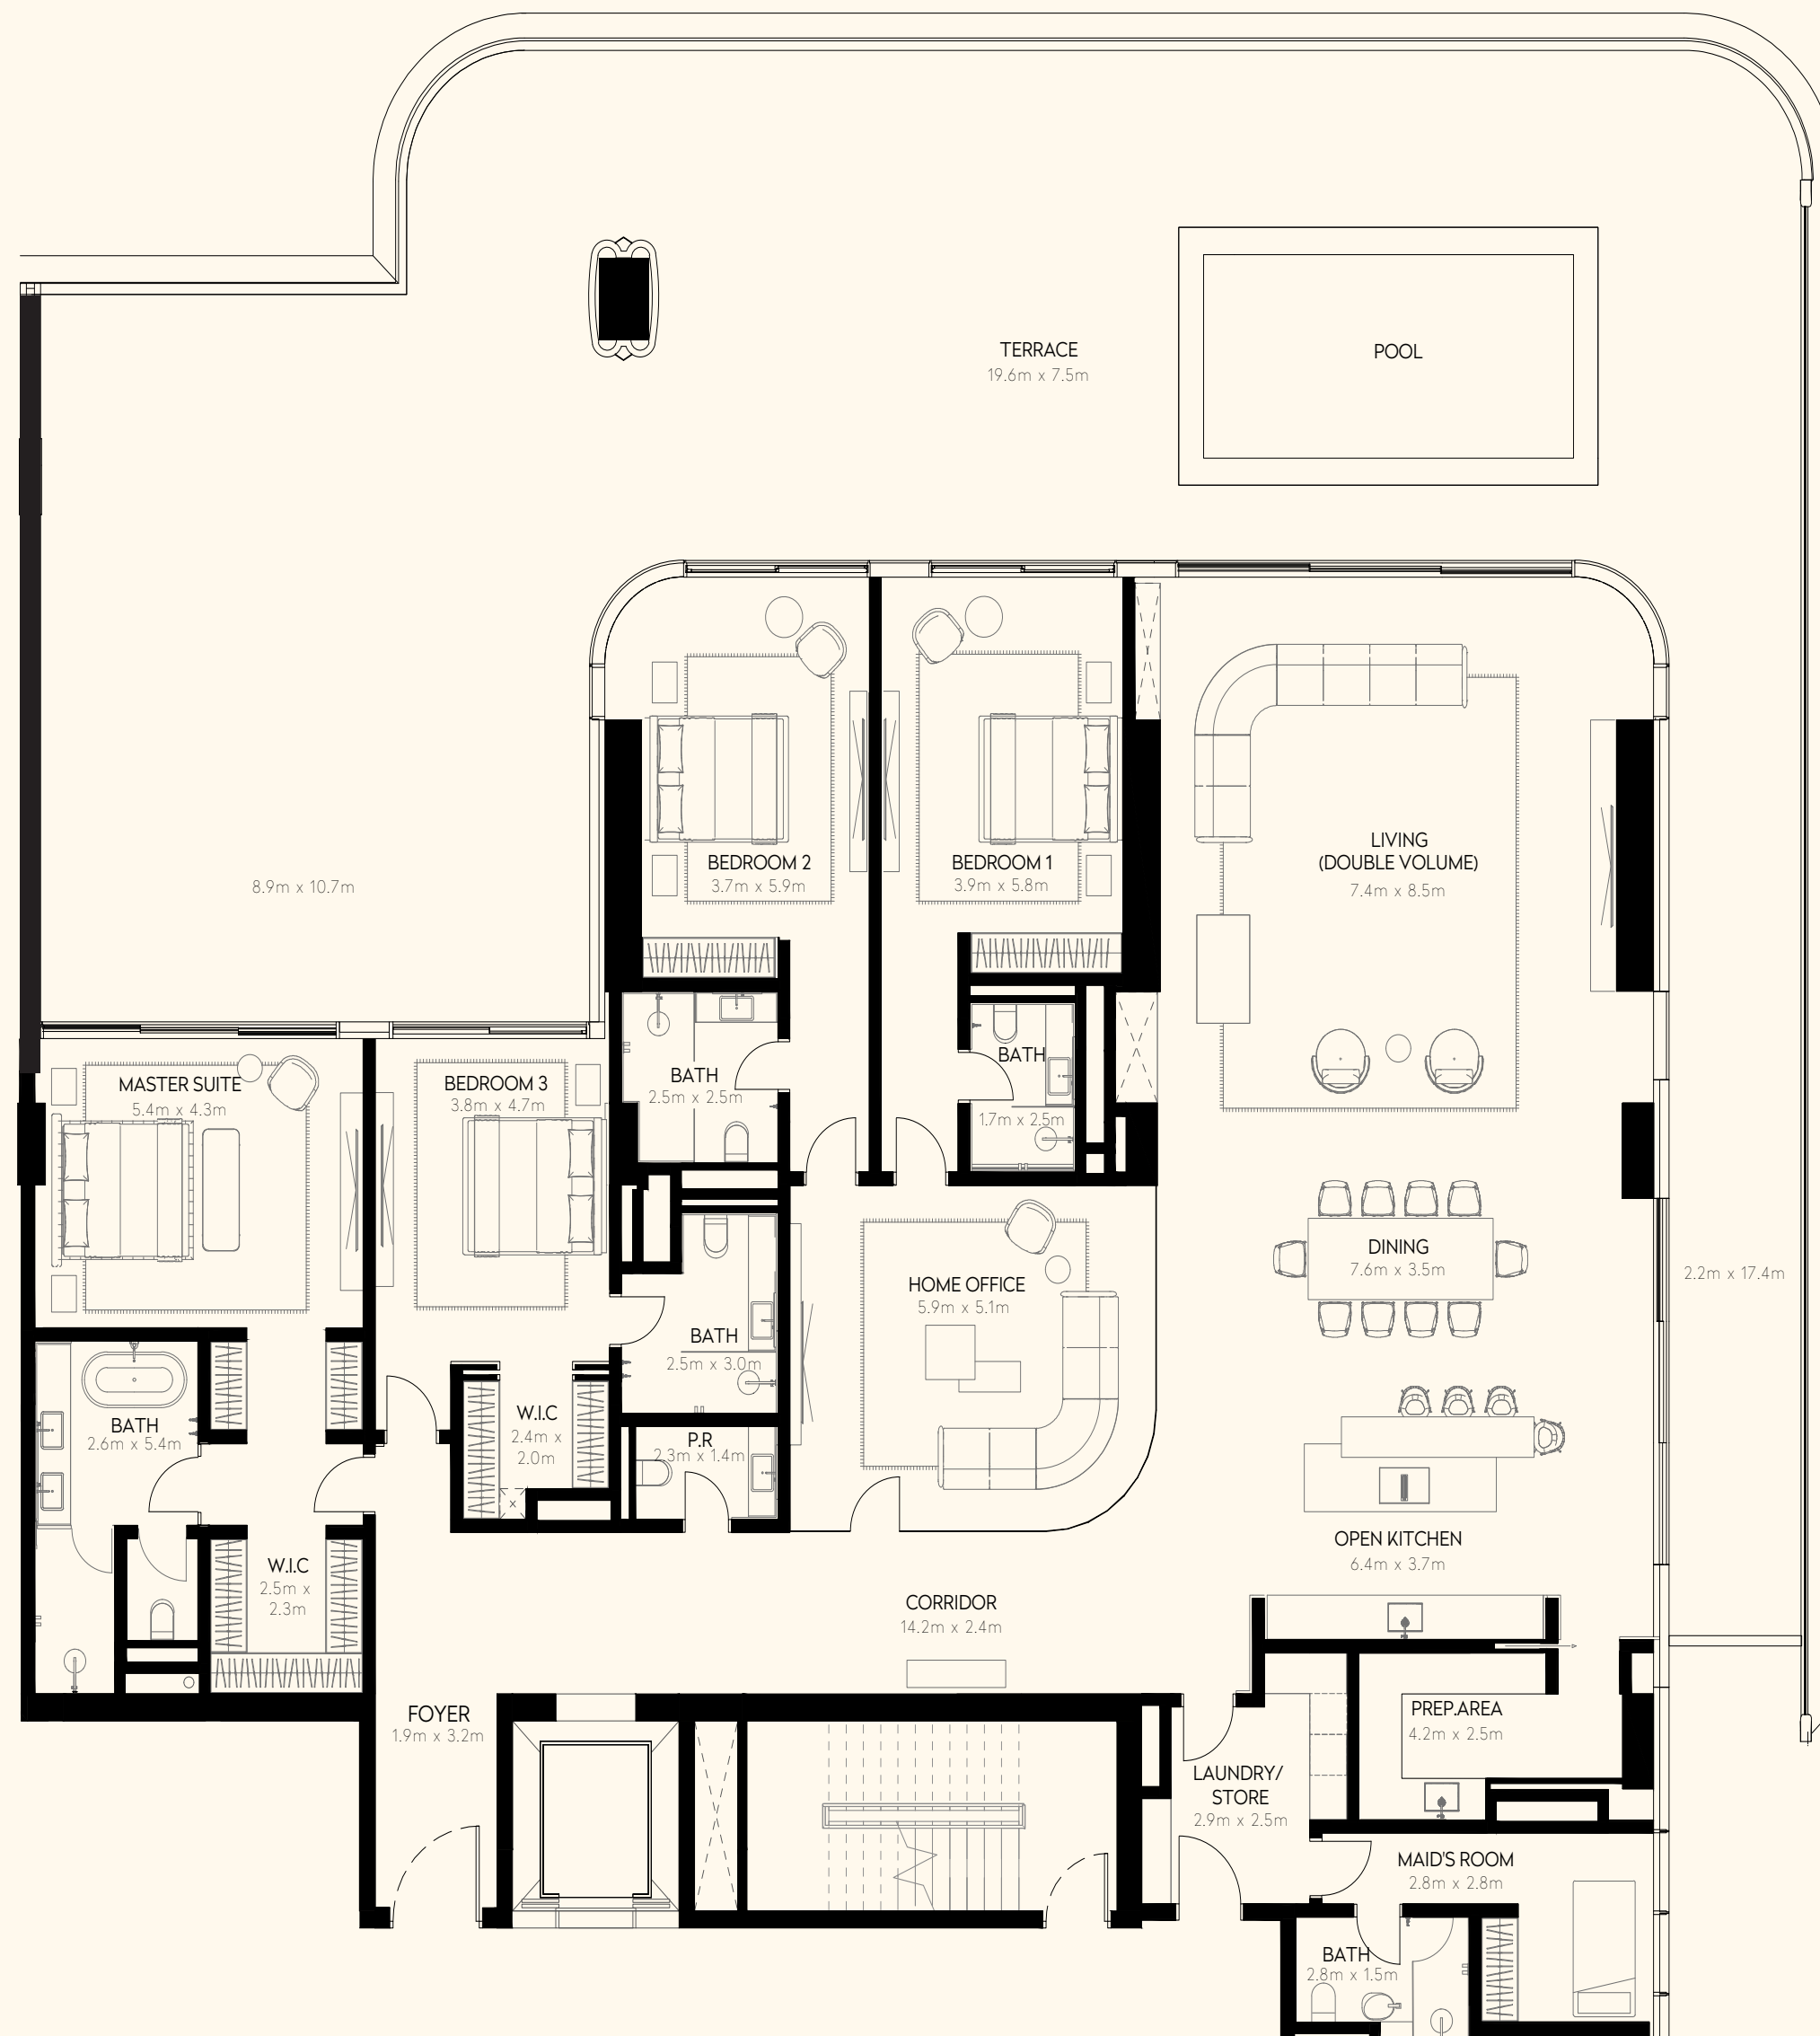 TERRACE
19.6m x 7.5m
POOL
8.9m x 10.7m
BEDROOM 2
3.7m x 5.9m
BEDROOM 1
3.9m x 5.8m
LIVING
(DOUBLE VOLUME)
7.4m x 8.5m
MASTER SUITE
5.4m x 4.3m
BEDROOM 3
3.8m x 4.7m
BATH
2.5m x 2.5m
BATH
1.7m x 2.5m
HOME OFFICE
5.9m x 5.1m
DINING
7.6m x 3.5m
2.2m x 17.4m
BATH
2.5m x 3.0m
BATH
2.6m x 5.4m
W.I.C
2.4m x
2.0m
P.R
2.3m x 1.4m
OPEN KITCHEN
6.4m x 3.7m
W.I.C
2.5m x
2.3m
CORRIDOR
14.2m x 2.4m
FOYER
1.9m x 3.2m
PREP.AREA
4.2m x 2.5m
LAUNDRY/
STORE
2.9m x 2.5m
MAID'S ROOM
2.8m x 2.8m
BATH
2.8m x 1.5m